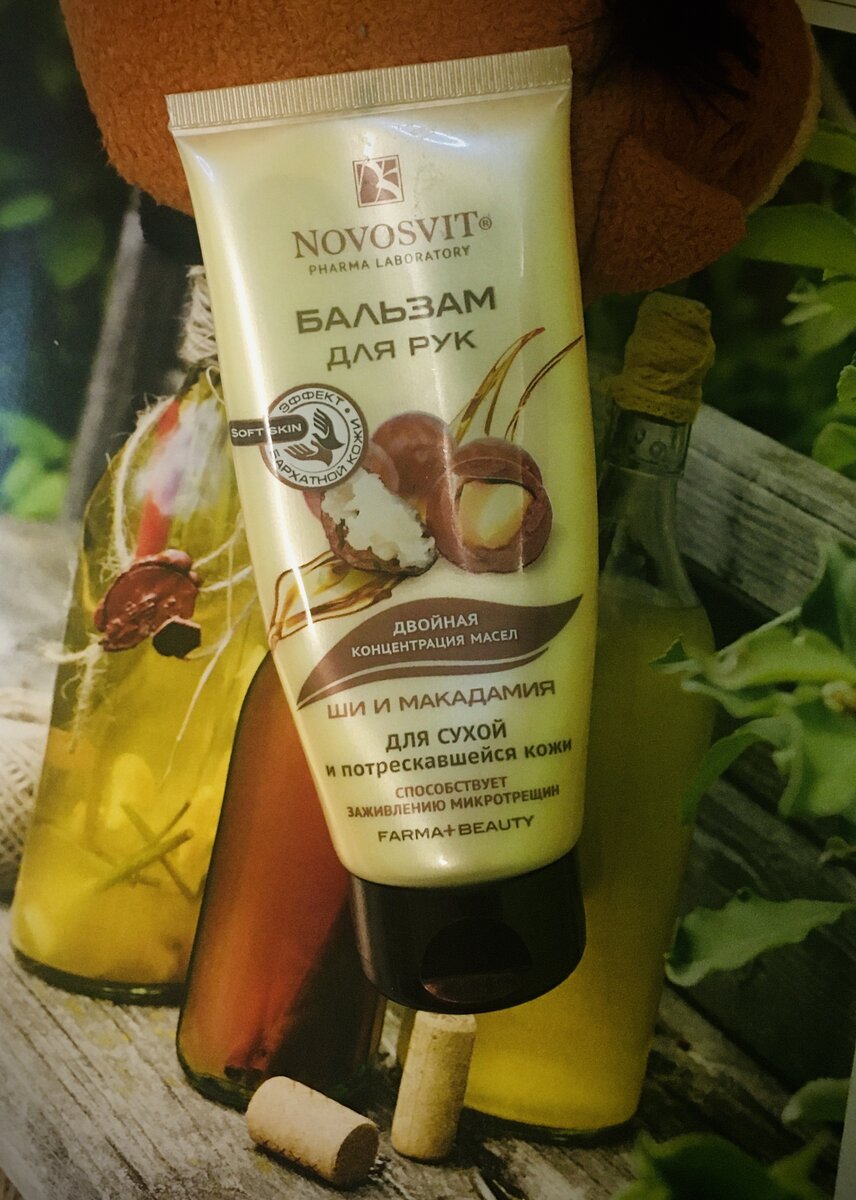 NOVOSVIT®
PHARMA LABORATORY
БАЛЬЗАМ
ДЛЯ РУК
ЭФФЕКТ •
SOFT SKIN
БАРХАТНОЙ КОЖИ
ДВОЙНАЯ
КОНЦЕНТРАЦИЯ МАСЕЛ
ШИ И МАКАДАМИЯ
ДЛЯ СУХОЙ
и потрескавшейся кожи
СПОСОБСТВУЕТ
ЗАЖИВЛЕНИЮ МИКРОТРЕЩИН
FARMA+BEAUTY